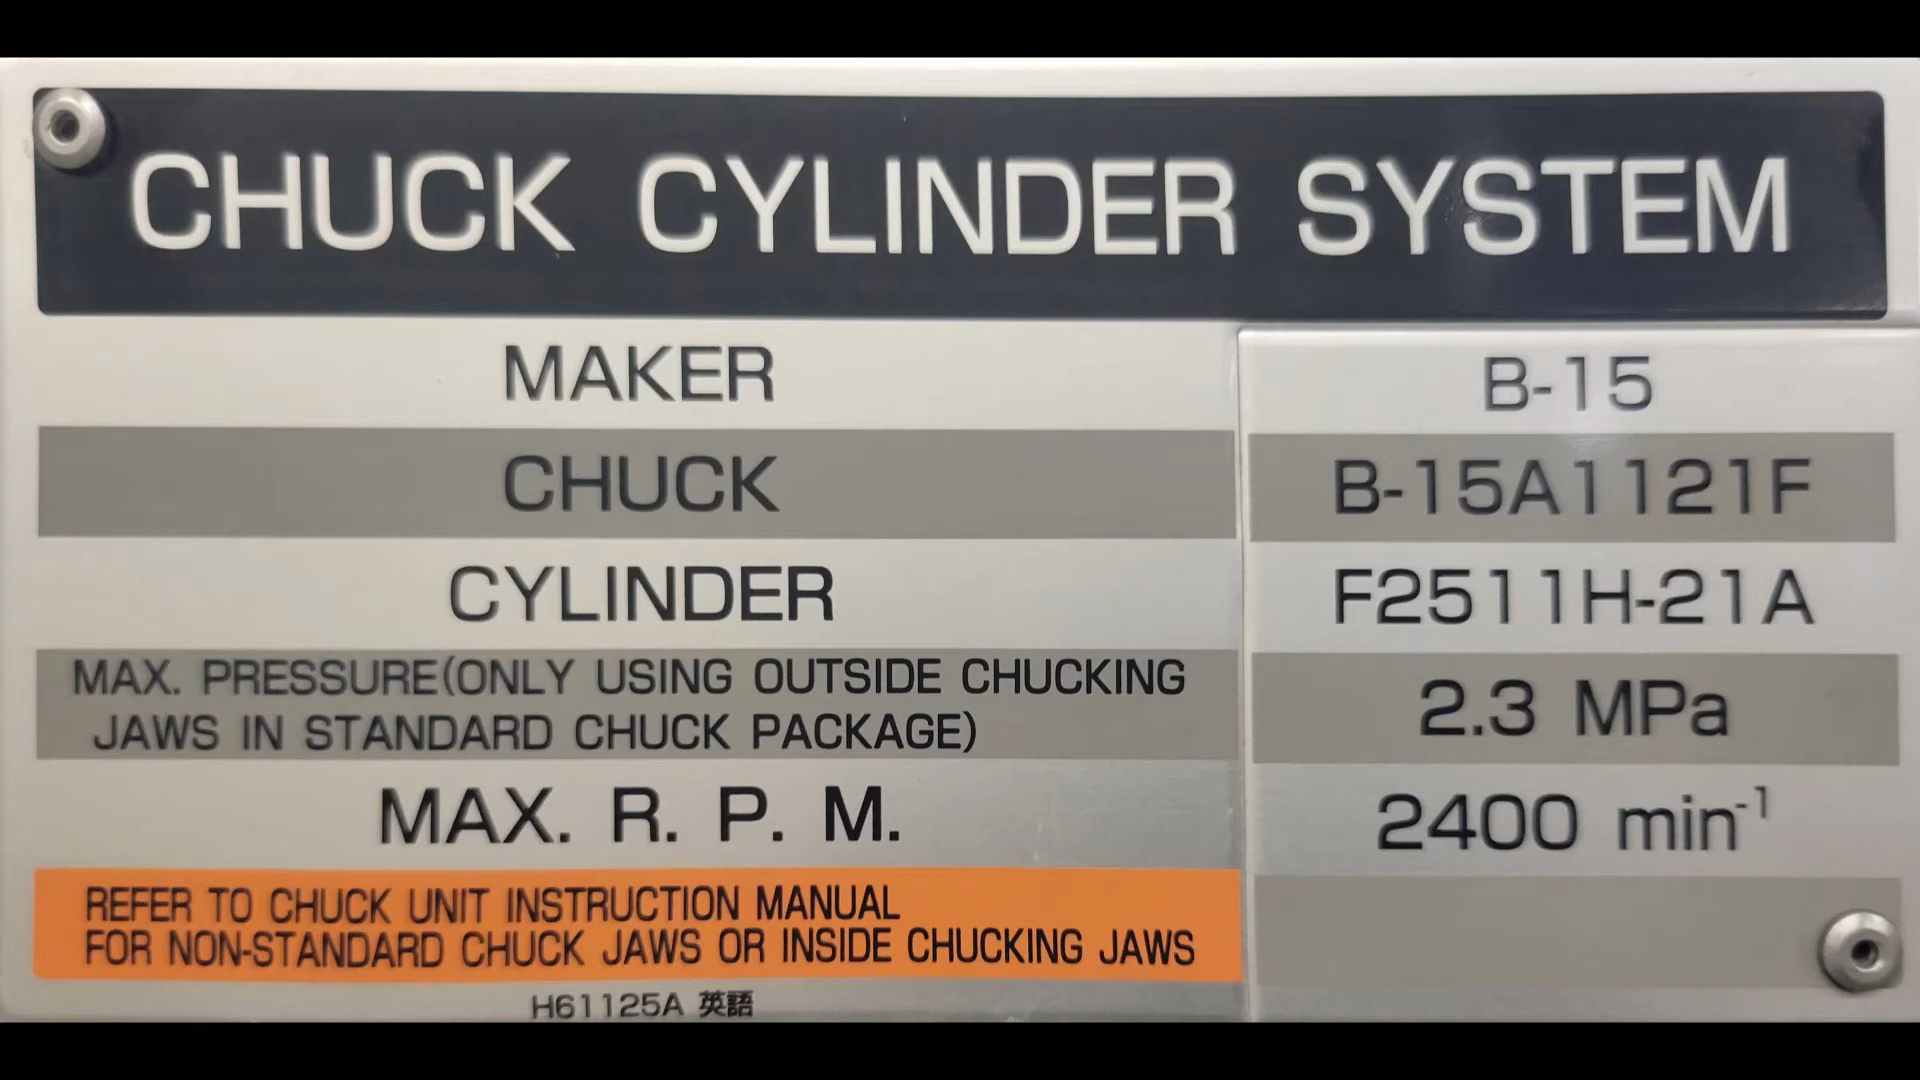 CHUCK CYLINDER SYSTEM
MAKER B-15
CHUCK B-15A1121F
CYLINDER F2511H-21A
MAX. PRESSURE(ONLY USING OUTSIDE CHUCKING
JAWS IN STANDARD CHUCK PACKAGE) 2.3 MPa
MAX. R. P. M. 2400 min⁻¹
REFER TO CHUCK UNIT INSTRUCTION MANUAL
FOR NON-STANDARD CHUCK JAWS OR INSIDE CHUCKING JAWS
H61125A 英語